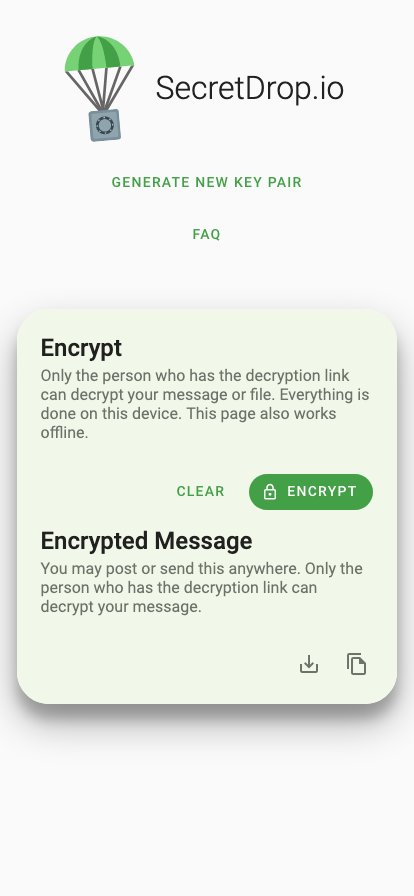 SecretDrop.io
GENERATE NEW KEY PAIR
FAQ
Encrypt
Only the person who has the decryption link
can decrypt your message or file. Everything is
done on this device. This page also works
offline.
CLEAR
ENCRYPT
Encrypted Message
You may post or send this anywhere. Only the
person who has the decryption link can
decrypt your message.